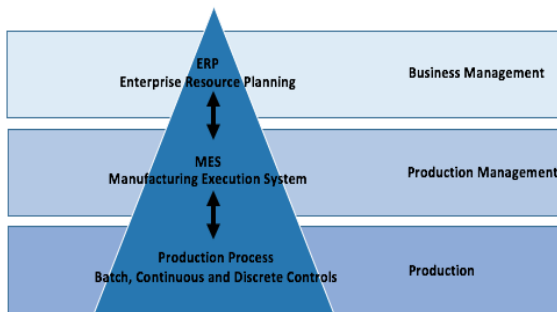 ERP
Enterprise Resource Planning
Business Management
MES
Manufacturing Execution System
Production Management
Production Process
Batch, Continuous and Discrete Controls
Production